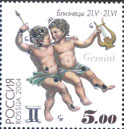 Близнецы 21.V-21.VI
Gemini
РОССИЯ
ROSSIJA 2004
5.00